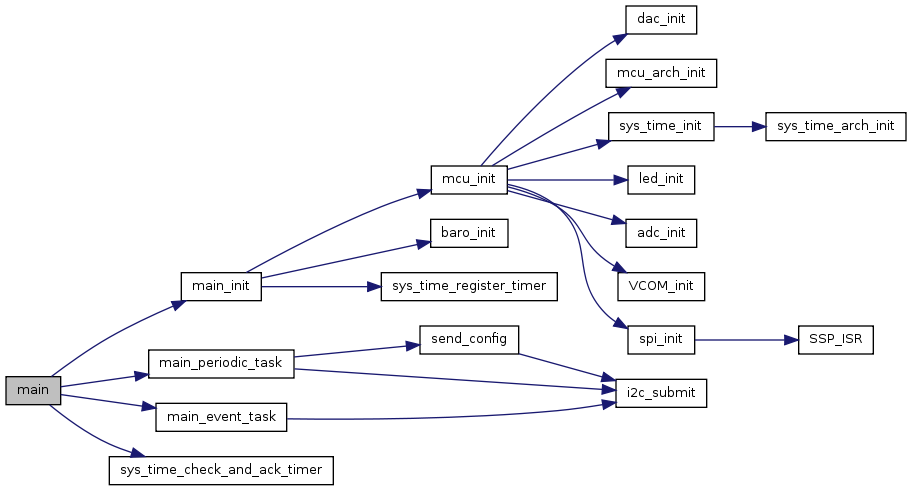 dac_init
mcu_arch_init
sys_time_init
sys_time_arch_init
mcu_init
led_init
baro_init
adc_init
main_init
sys_time_register_timer
VCOM_init
send_config
spi_init
SSP_ISR
main_periodic_task
main
i2c_submit
main_event_task
sys_time_check_and_ack_timer